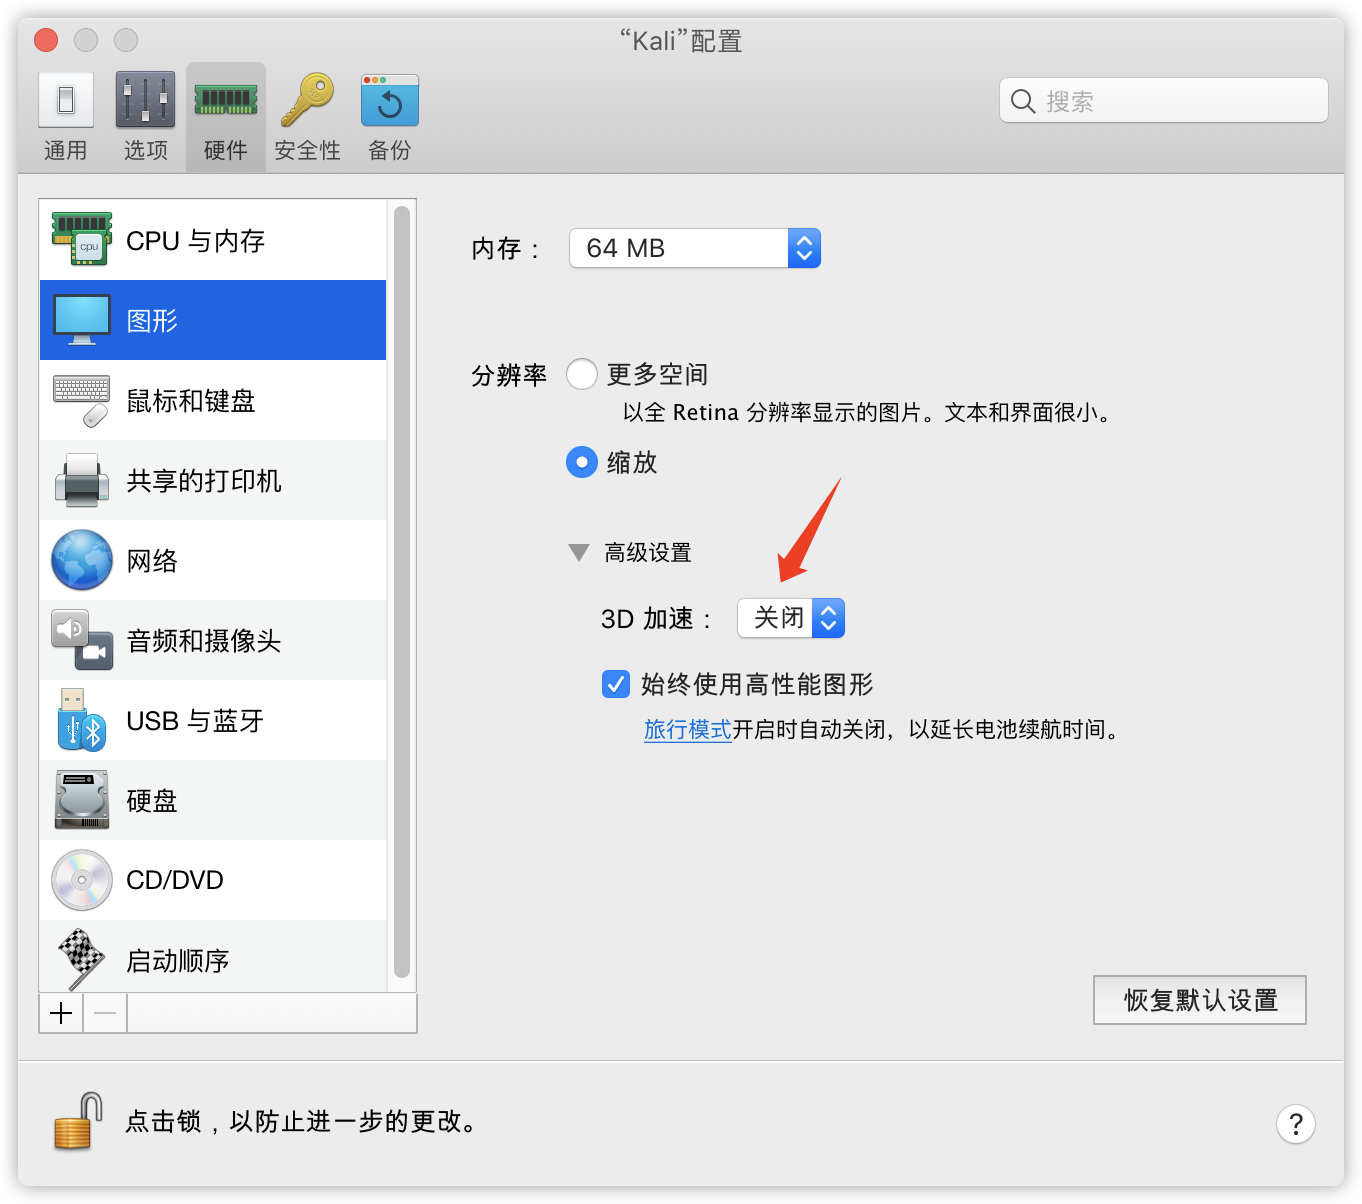 “Kali”配置
通用
选项
硬件
安全性
备份
搜索
CPU 与内存
cpu
图形
鼠标和键盘
共享的打印机
网络
音频和摄像头
USB 与蓝牙
硬盘
CD/DVD
启动顺序
内存：
64 MB
分辨率
更多空间
以全 Retina 分辨率显示的图片。文本和界面很小。
缩放
高级设置
3D 加速：
关闭
始终使用高性能图形
旅行模式开启时自动关闭，以延长电池续航时间。
恢复默认设置
点击锁，以防止进一步的更改。
?